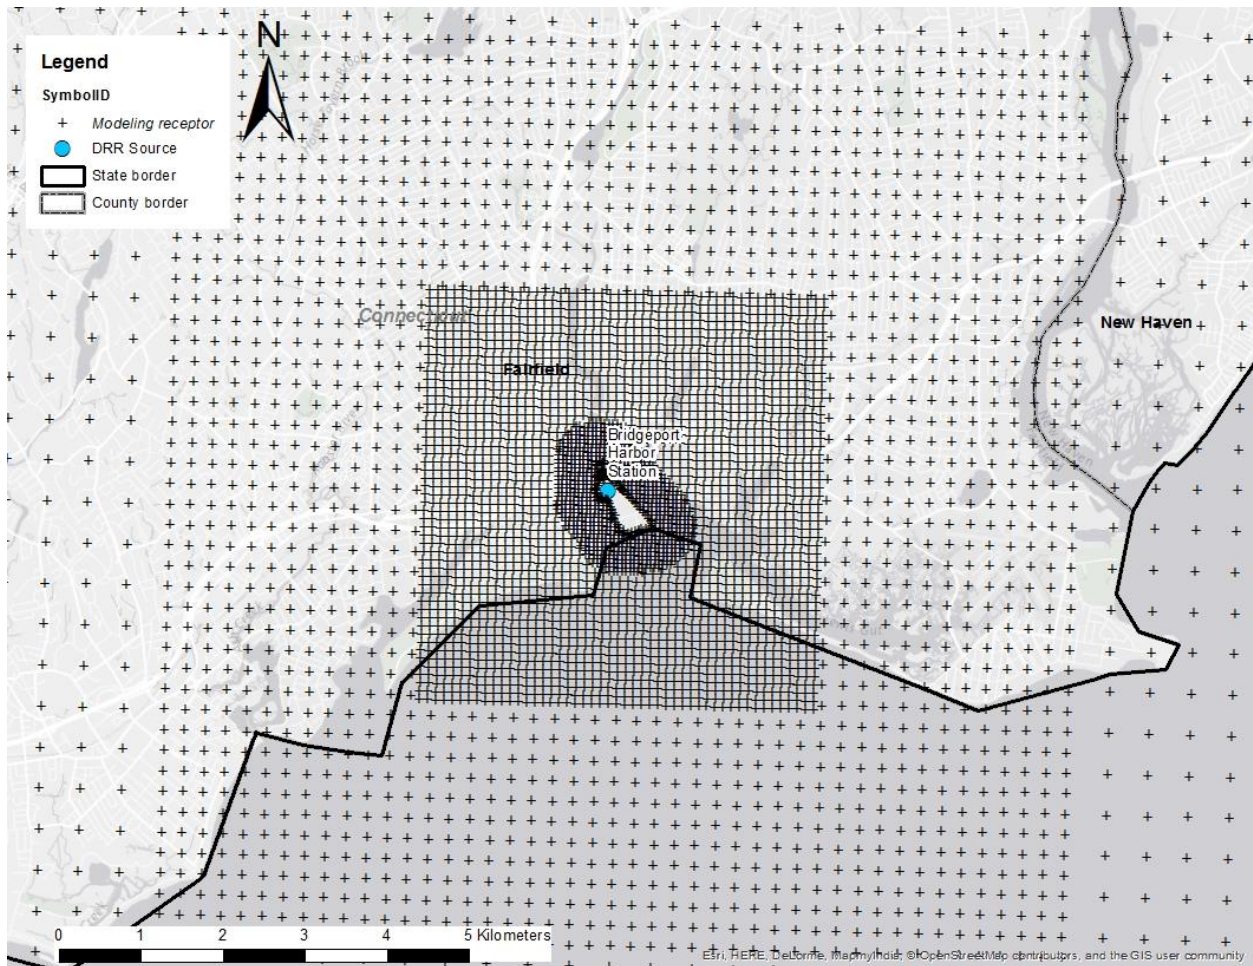 N
Legend
SymbolID
Modeling receptor
DRR Source
State border
County border
Connecticut
New Haven
Fairfield
Bridgeport
Harbor
Station
0 1 2 3 4 5 Kilometers
Esri, HERE, DeLorme, MapmyIndia, © OpenStreetMap contributors, and the GIS user community